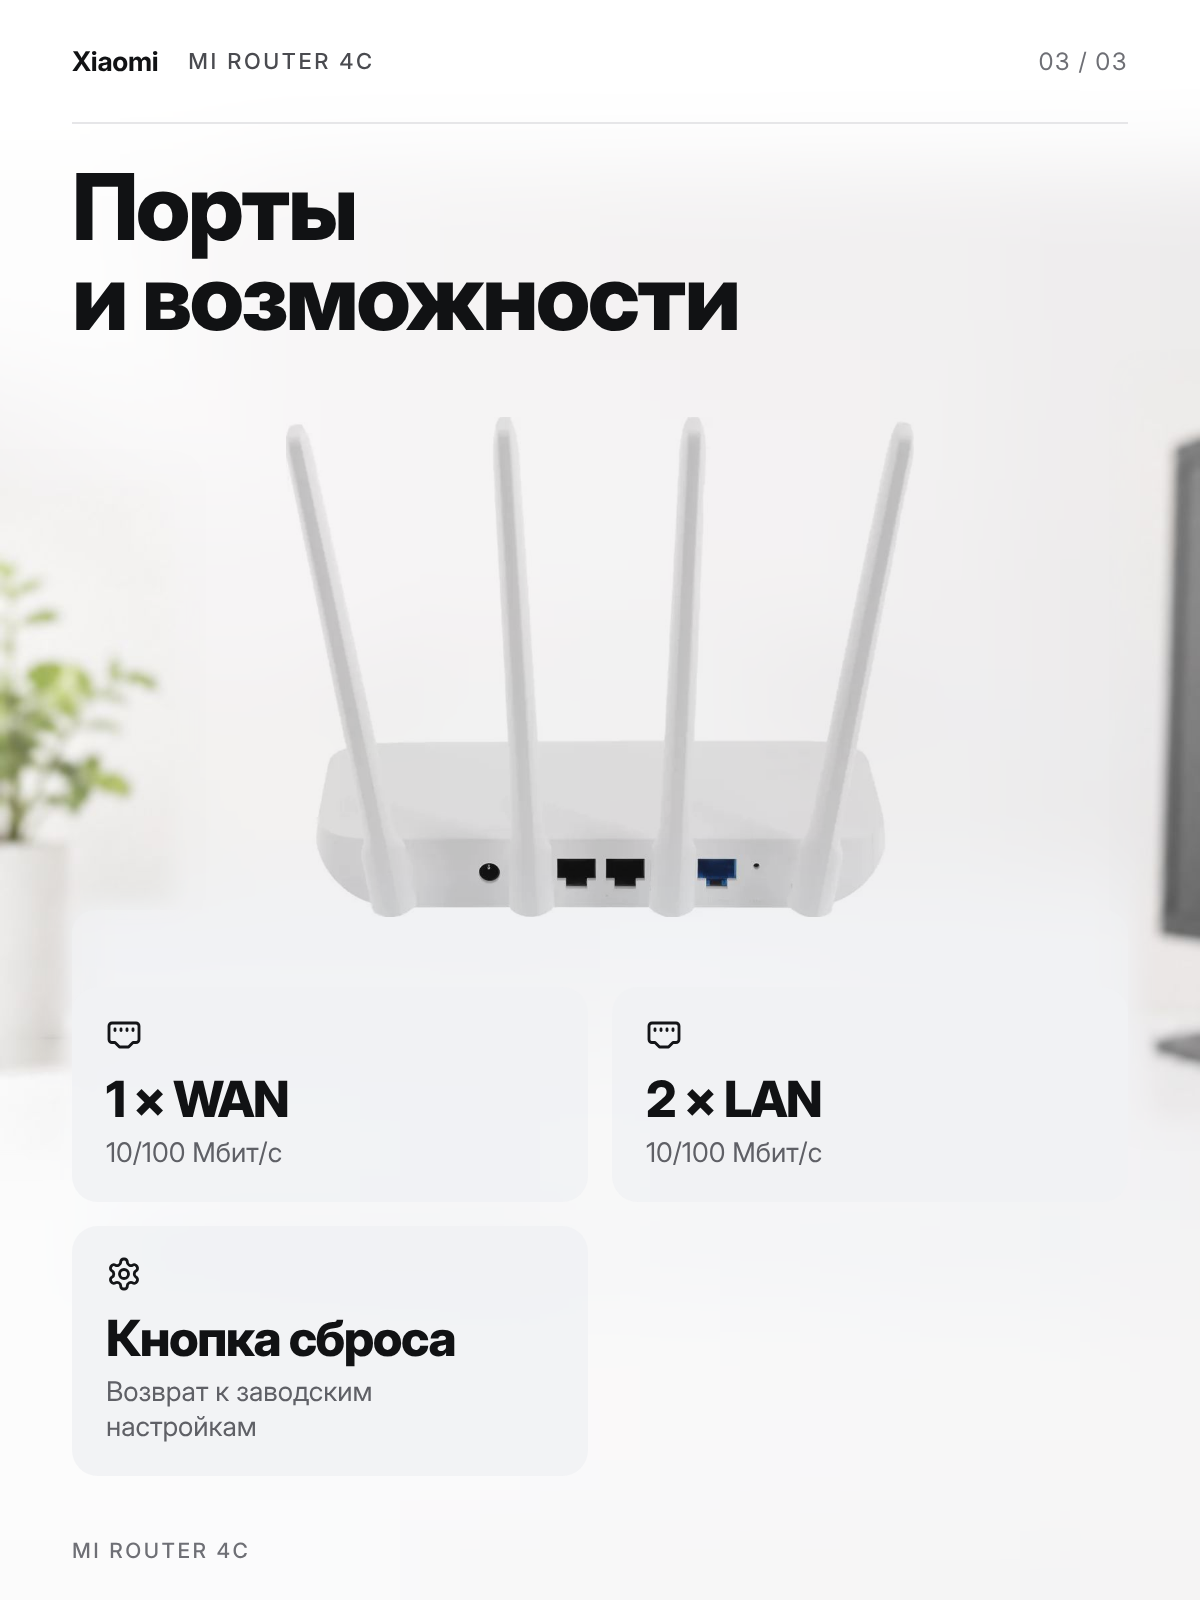 Xiaomi MI ROUTER 4C 03 / 03
Порты
и возможности
1 × WAN
10/100 Мбит/с
2 × LAN
10/100 Мбит/с
Кнопка сброса
Возврат к заводским
настройкам
MI ROUTER 4C